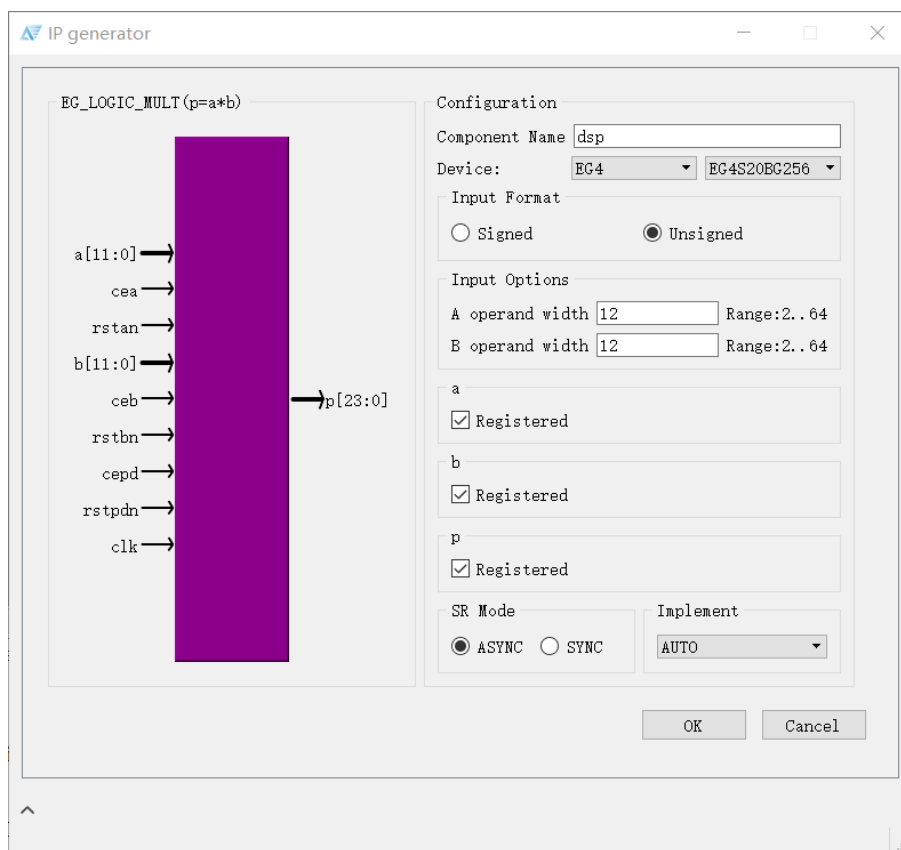 IP generator
EG_LOGIC_MULT(p=a*b)
a[11:0]
cea
rstan
b[11:0]
ceb
rstbn
cepd
rstpdn
clk
p[23:0]
Configuration
Component Name dsp
Device: EG4 EG4S20BG256
Input Format
Signed Unsigned
Input Options
A operand width 12 Range:2..64
B operand width 12 Range:2..64
a
Registered
b
Registered
p
Registered
SR Mode
ASYNC SYNC
Implement
AUTO
OK Cancel